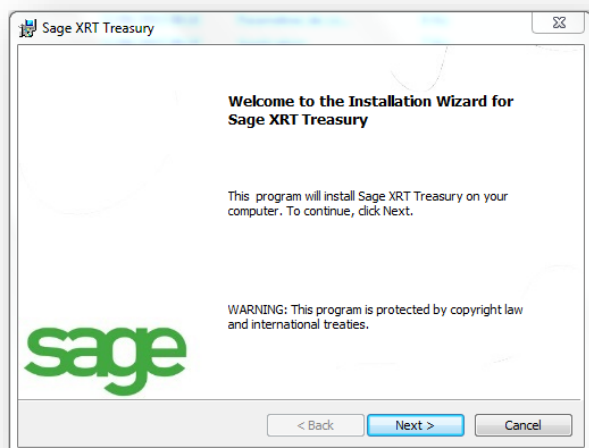 Sage XRT Treasury
Welcome to the Installation Wizard for
Sage XRT Treasury
This program will install Sage XRT Treasury on your
computer. To continue, click Next.
WARNING: This program is protected by copyright law
and international treaties.
sage
< Back Next > Cancel